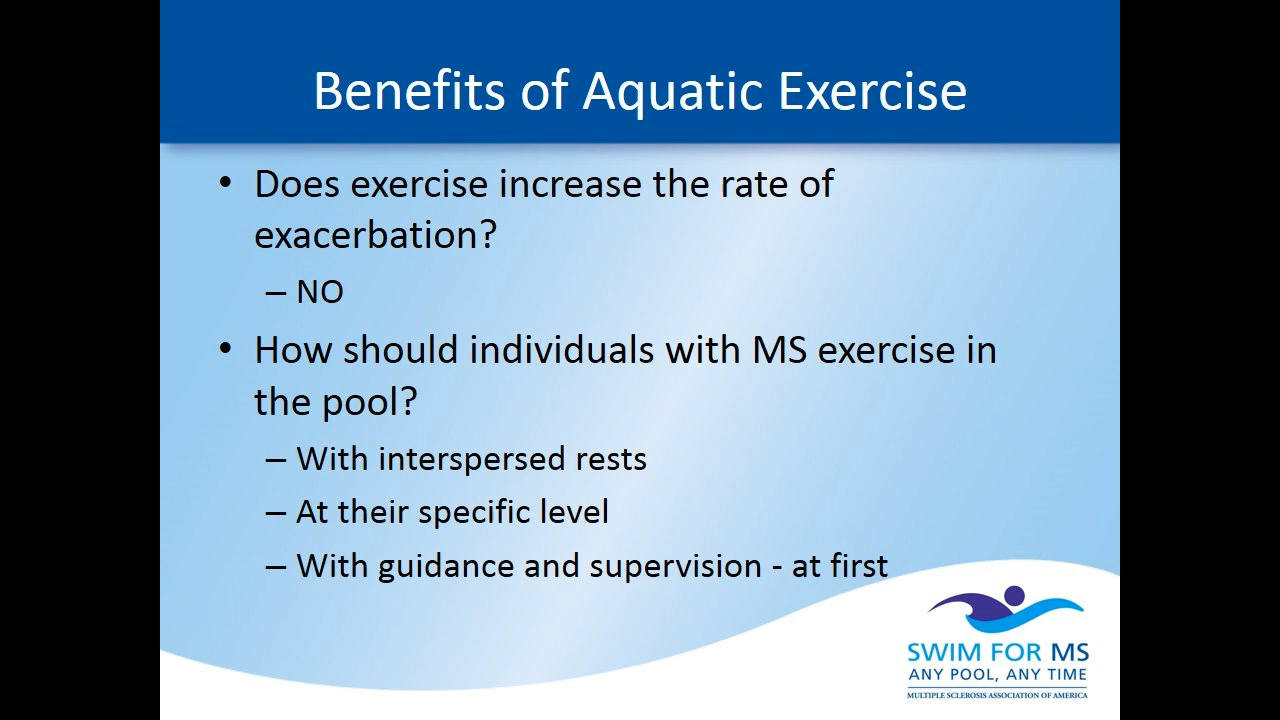 Benefits of Aquatic Exercise
• Does exercise increase the rate of
exacerbation?
– NO
• How should individuals with MS exercise in
the pool?
– With interspersed rests
– At their specific level
– With guidance and supervision - at first
SWIM FOR MS
ANY POOL, ANY TIME
MULTIPLE SCLEROSIS ASSOCIATION OF AMERICA